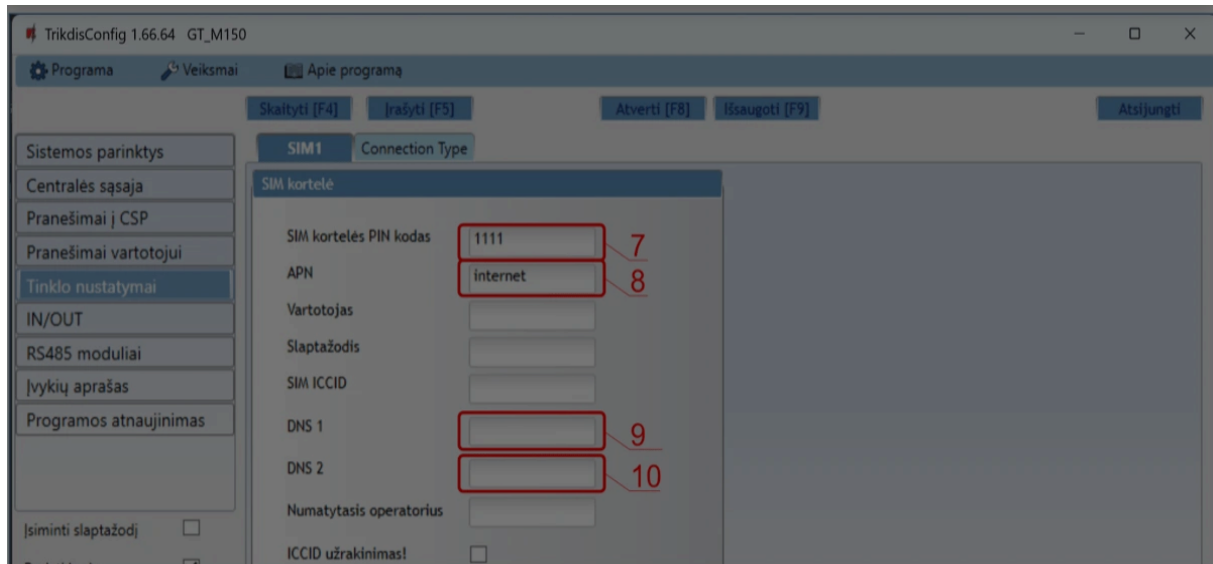 TrikdisConfig 1.66.64 GT_M150
Programa Veiksmai Apie programą
Skaityti [F4] Įrašyti [F5] Atverti [F8] Išsaugoti [F9] Atsijungti
Sistemos parinktys
Centralės sąsaja
Pranešimai į CSP
Pranešimai vartotojui
Tinklo nustatymai
IN/OUT
RS485 moduliai
Įvykių aprašas
Programos atnaujinimas
Įsiminti slaptažodį
SIM1 Connection Type
SIM kortelė
SIM kortelės PIN kodas 1111 7
APN internet 8
Vartotojas
Slaptažodis
SIM ICCID
DNS 1 9
DNS 2 10
Numatytasis operatorius
ICCID užrakinimas!